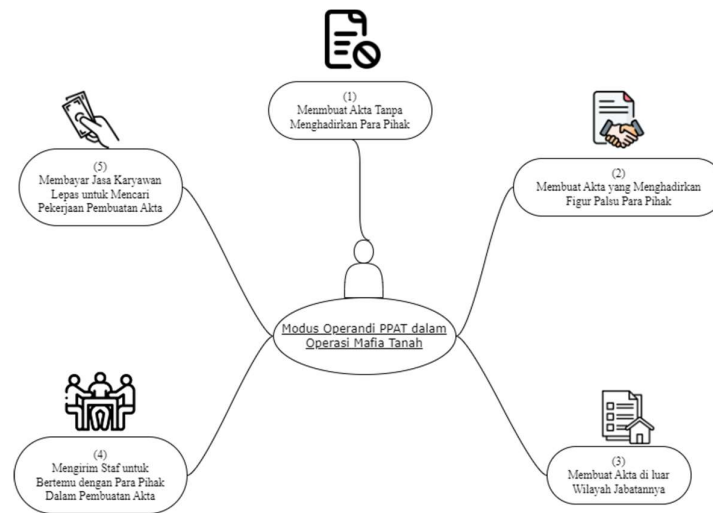 (1)
Menmbuat Akta Tanpa
Menghadirkan Para Pihak
(2)
Membuat Akta yang Menghadirkan
Figur Palsu Para Pihak
(3)
Membuat Akta di luar
Wilayah Jabatannya
(4)
Mengirim Staf untuk
Bertemu dengan Para Pihak
Dalam Pembuatan Akta
(5)
Membayar Jasa Karyawan
Lepas untuk Mencari
Pekerjaan Pembuatan Akta
Modus Operandi PPAT dalam
Operasi Mafia Tanah